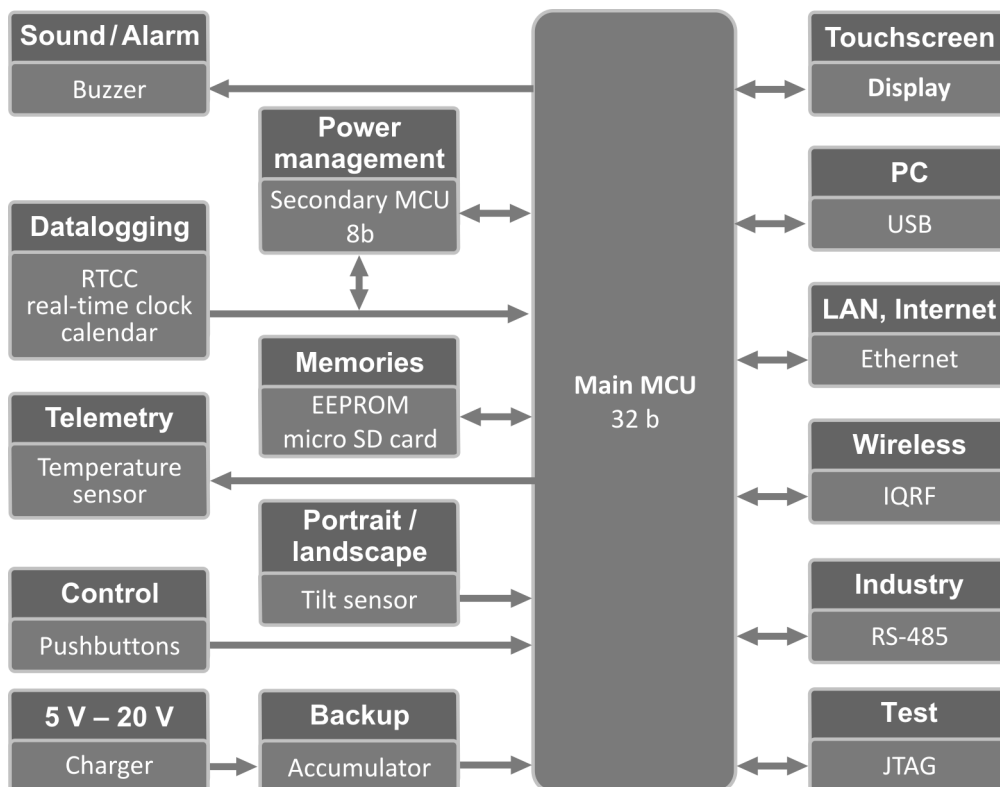 Sound / Alarm
Buzzer
Power
management
Secondary MCU
8b
Datalogging
RTCC
real-time clock
calendar
Memories
EEPROM
micro SD card
Telemetry
Temperature
sensor
Portrait /
landscape
Tilt sensor
Control
Pushbuttons
5 V – 20 V
Charger
Backup
Accumulator
Main MCU
32 b
Touchscreen
Display
PC
USB
LAN, Internet
Ethernet
Wireless
IQRF
Industry
RS-485
Test
JTAG